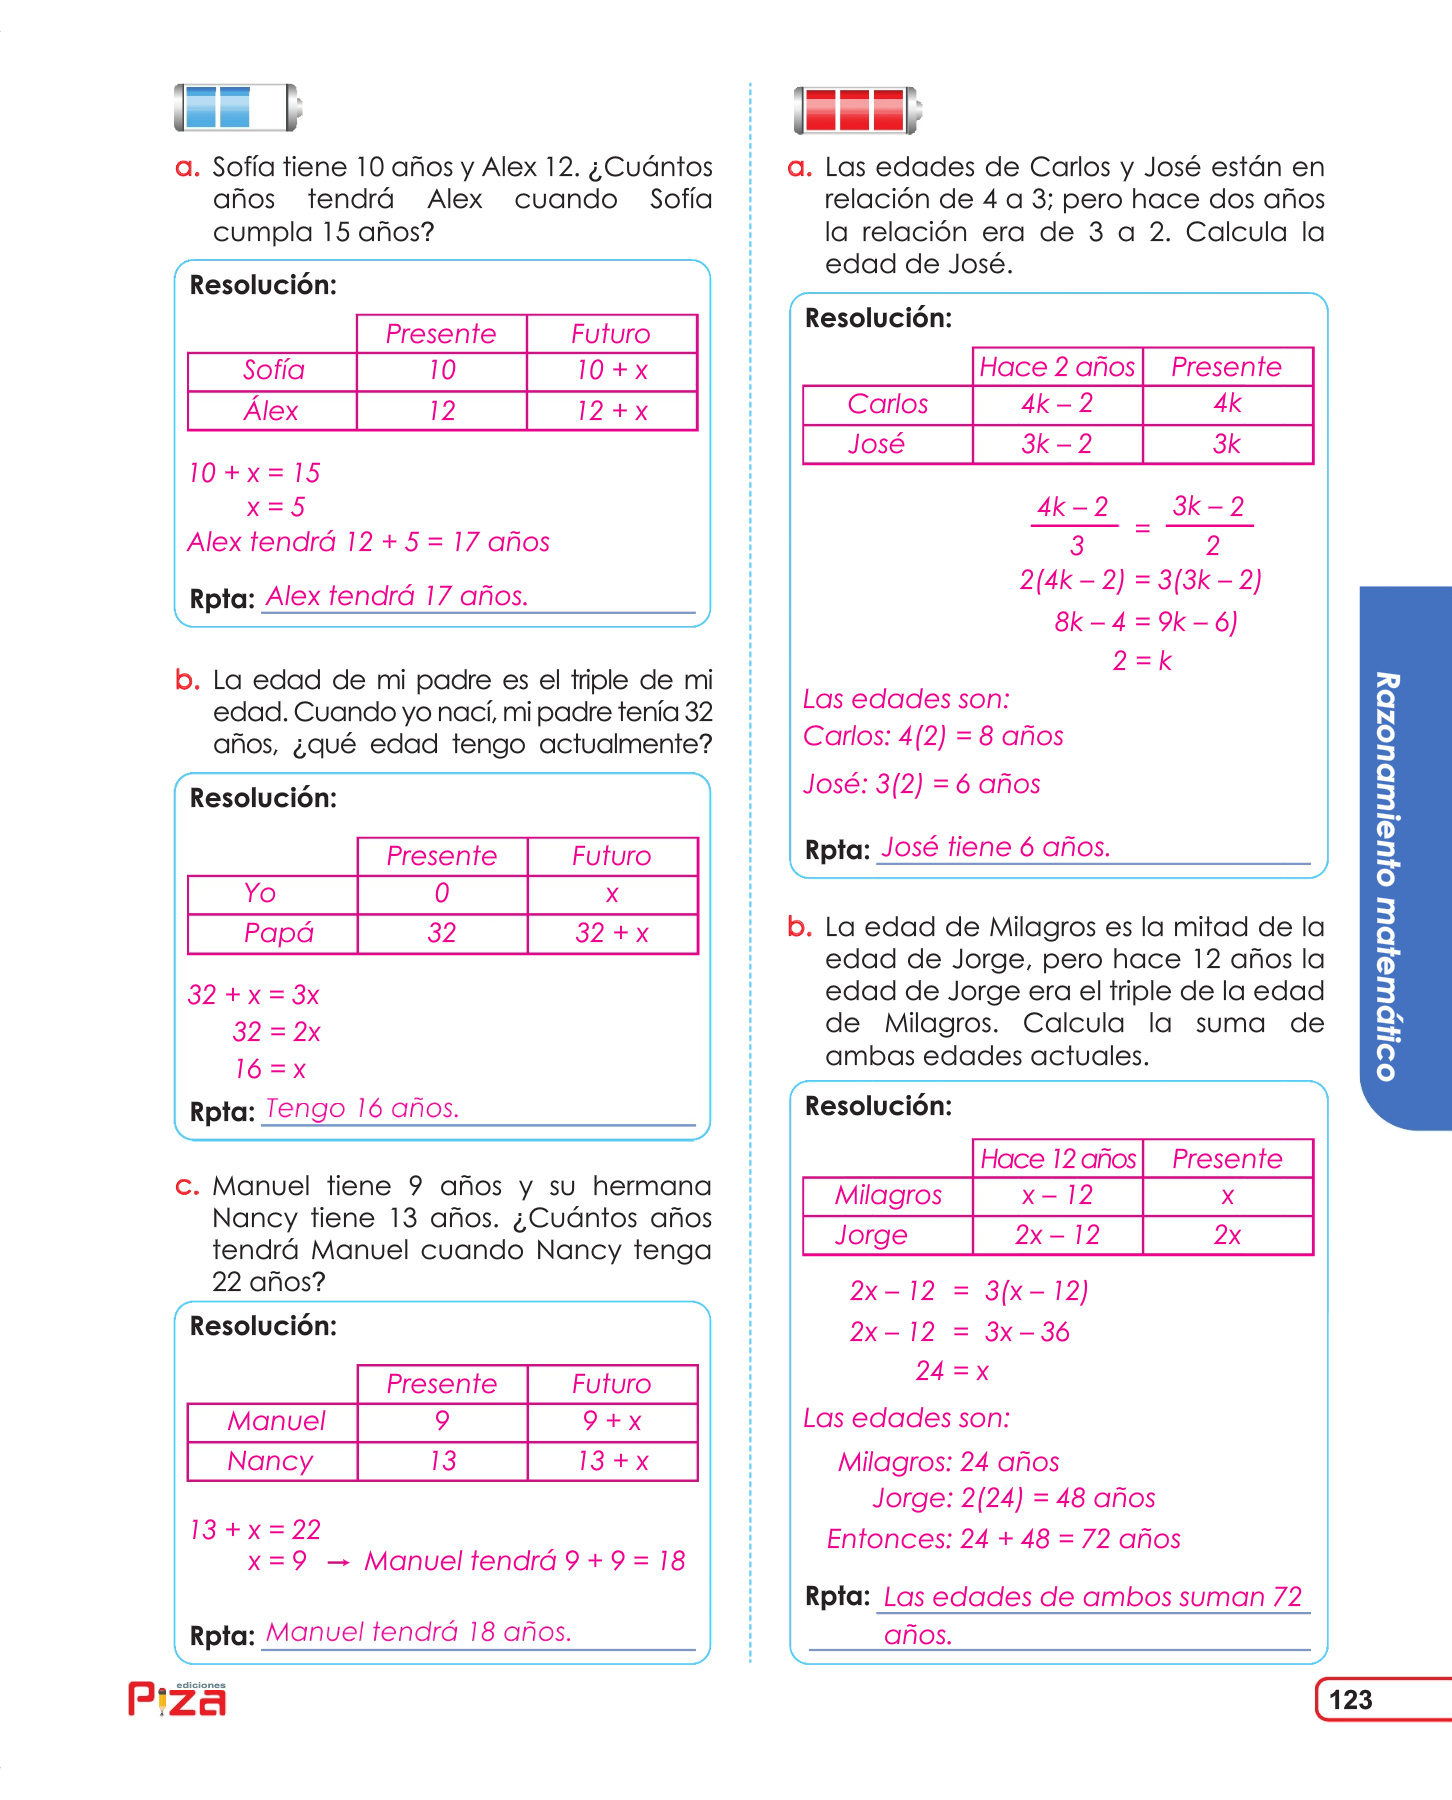 a. Sofía tiene 10 años y Alex 12. ¿Cuántos
años tendrá Alex cuando Sofía
cumpla 15 años?
Resolución:
Presente Futuro
Sofía 10 10 + x
Álex 12 12 + x
10 + x = 15
x = 5
Alex tendrá 12 + 5 = 17 años
Rpta: Alex tendrá 17 años.
b. La edad de mi padre es el triple de mi
edad. Cuando yo nací, mi padre tenía 32
años, ¿qué edad tengo actualmente?
Resolución:
Presente Futuro
Yo 0 x
Papá 32 32 + x
32 + x = 3x
32 = 2x
16 = x
Rpta: Tengo 16 años.
c. Manuel tiene 9 años y su hermana
Nancy tiene 13 años. ¿Cuántos años
tendrá Manuel cuando Nancy tenga
22 años?
Resolución:
Presente Futuro
Manuel 9 9 + x
Nancy 13 13 + x
13 + x = 22
x = 9 → Manuel tendrá 9 + 9 = 18
Rpta: Manuel tendrá 18 años.
a. Las edades de Carlos y José están en
relación de 4 a 3; pero hace dos años
la relación era de 3 a 2. Calcula la
edad de José.
Resolución:
Hace 2 años Presente
Carlos 4k – 2 4k
José 3k – 2 3k
4k – 2 3k – 2
=
3 2
2(4k – 2) = 3(3k – 2)
8k – 4 = 9k – 6)
2 = k
Las edades son:
Carlos: 4(2) = 8 años
José: 3(2) = 6 años
Rpta: José tiene 6 años.
b. La edad de Milagros es la mitad de la
edad de Jorge, pero hace 12 años la
edad de Jorge era el triple de la edad
de Milagros. Calcula la suma de
ambas edades actuales.
Resolución:
Hace 12 años Presente
Milagros x – 12 x
Jorge 2x – 12 2x
2x – 12 = 3(x – 12)
2x – 12 = 3x – 36
24 = x
Las edades son:
Milagros: 24 años
Jorge: 2(24) = 48 años
Entonces: 24 + 48 = 72 años
Rpta: Las edades de ambos suman 72
años.
Razonamiento matemático
ediciones
Piza
123